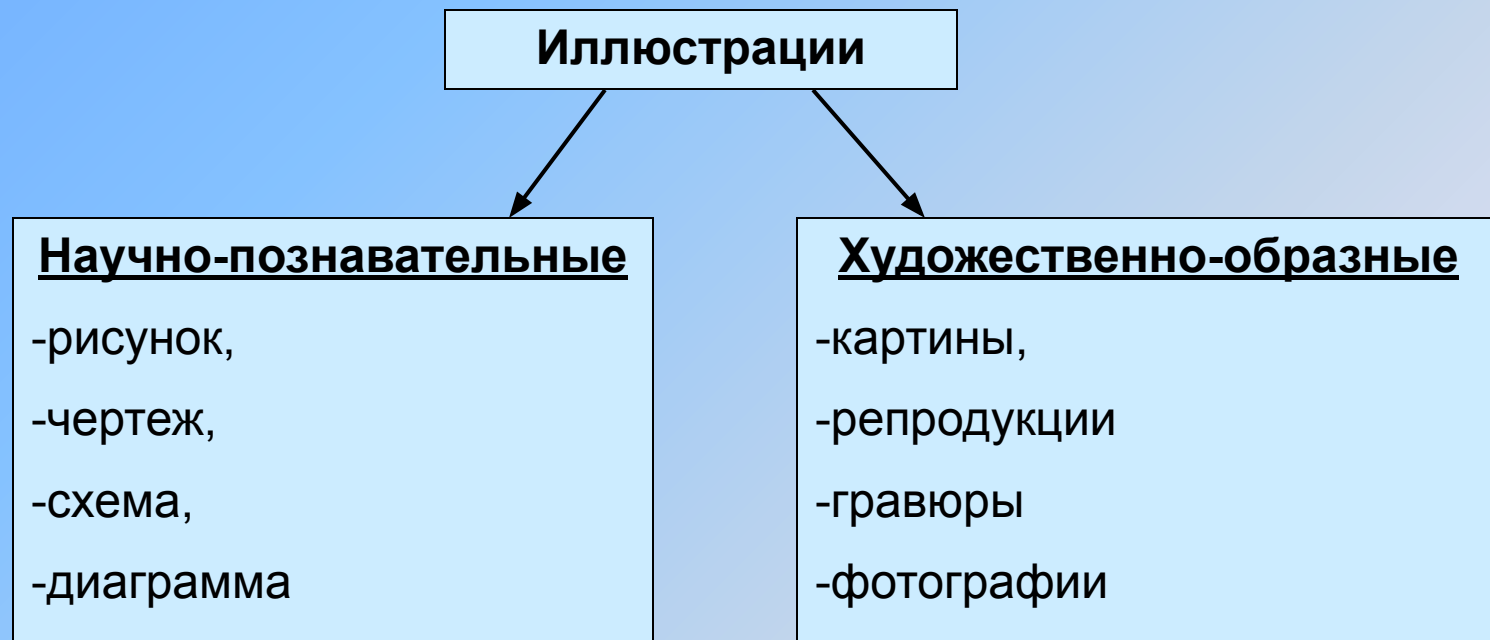 Иллюстрации
Научно-познавательные
-рисунок,
-чертеж,
-схема,
-диаграмма
Художественно-образные
-картины,
-репродукции
-гравюры
-фотографии